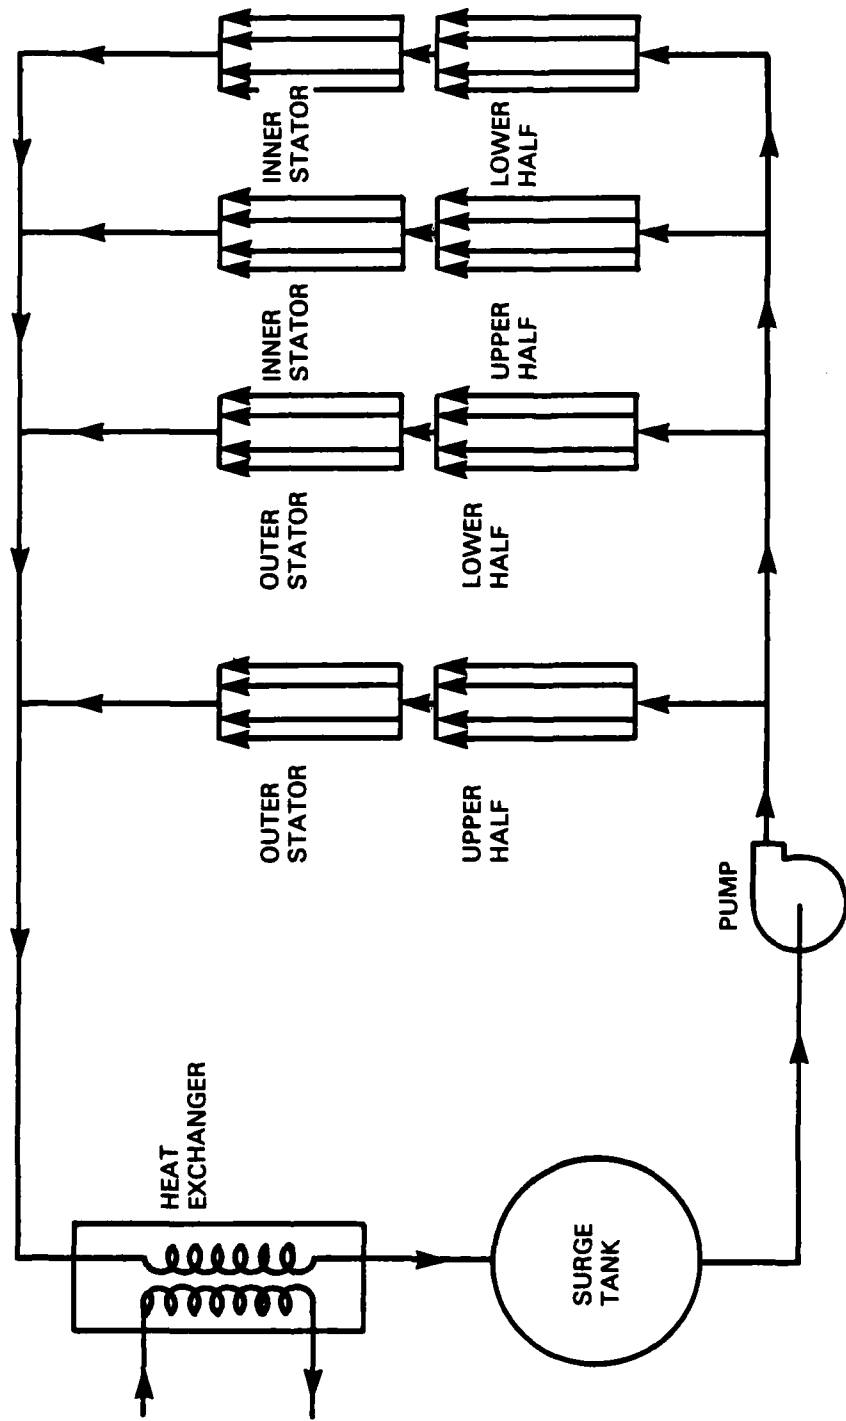 HEAT
EXCHANGER
SURGE
TANK
PUMP
OUTER
STATOR
UPPER
HALF
OUTER
STATOR
LOWER
HALF
INNER
STATOR
UPPER
HALF
INNER
STATOR
LOWER
HALF